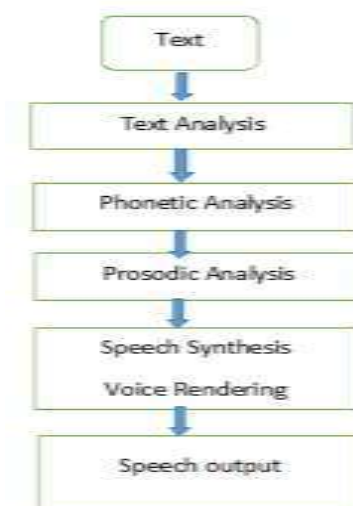 Text
Text Analysis
Phonetic Analysis
Prosodic Analysis
Speech Synthesis
Voice Rendering
Speech output